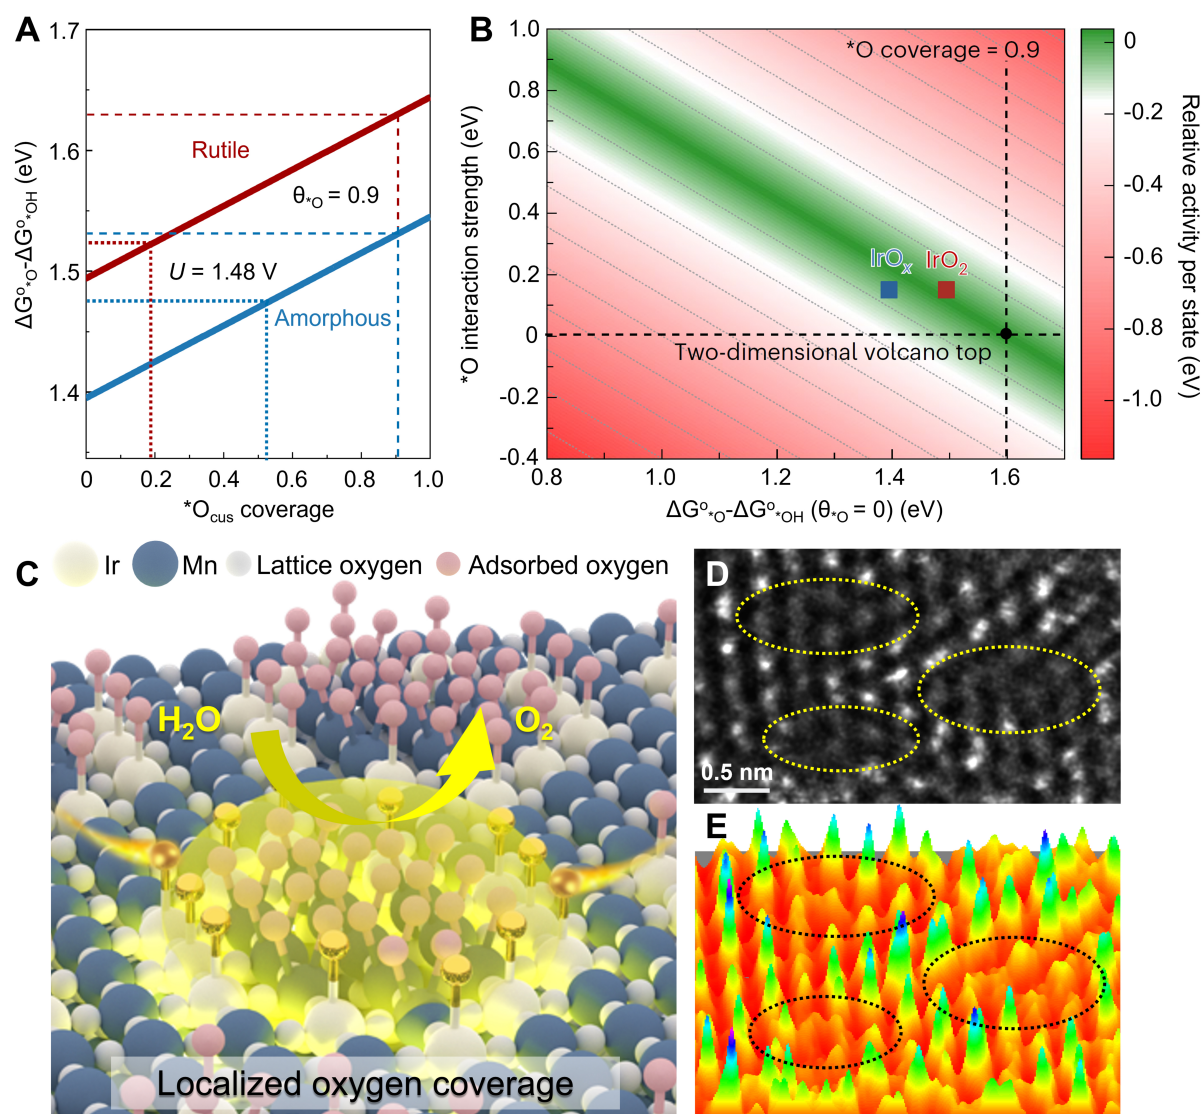 A
1.7
1.6
1.5
1.4
ΔG°*O-ΔG°*OH (eV)
Rutile
θ*O = 0.9
U = 1.48 V
Amorphous
0 0.2 0.4 0.6 0.8 1.0
*Ocus coverage
B
1.0
0.8
0.6
0.4
0.2
0
-0.2
-0.4
*O interaction strength (eV)
*O coverage = 0.9
IrOx IrO2
Two-dimensional volcano top
0.8 1.0 1.2 1.4 1.6
ΔG°*O-ΔG°*OH (θ*O = 0) (eV)
0
-0.2
-0.4
-0.6
-0.8
-1.0
Relative activity per state (eV)
C
Ir Mn Lattice oxygen Adsorbed oxygen
H2O O2
Localized oxygen coverage
D
0.5 nm
E